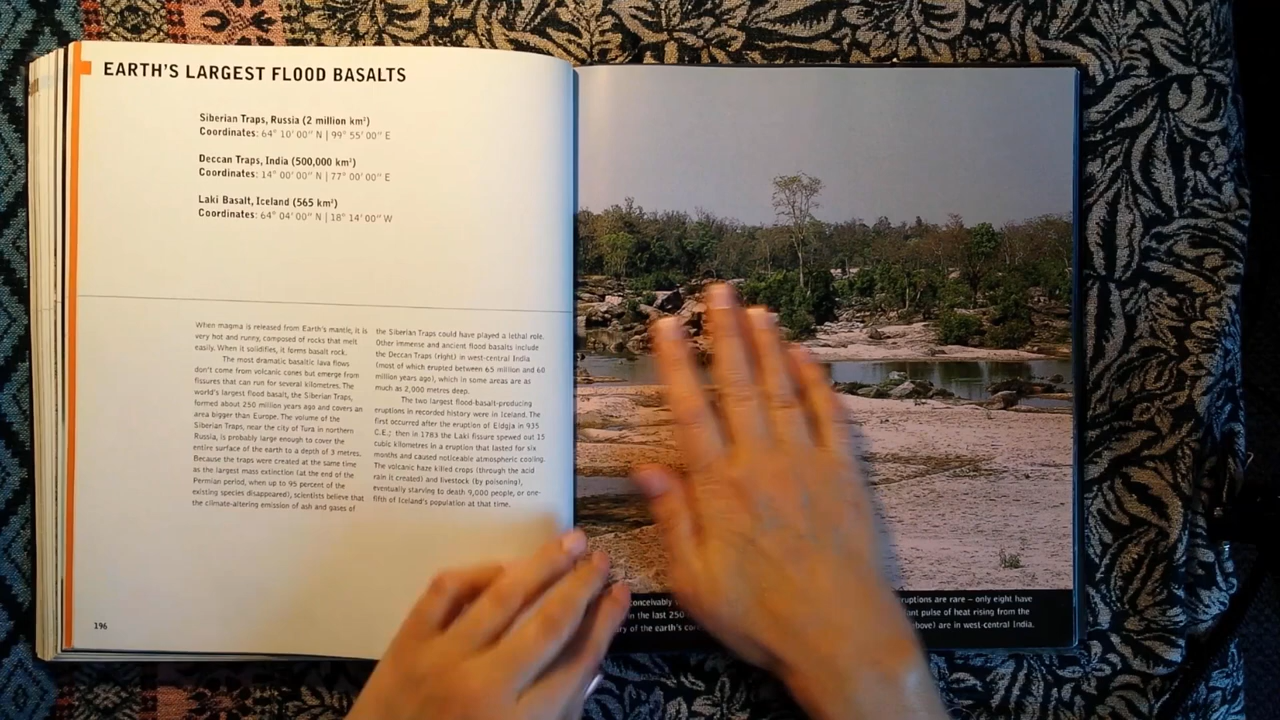 EARTH'S LARGEST FLOOD BASALTS
Siberian Traps, Russia (2 million km²)
Coordinates: 64° 10' 00" N | 99° 55' 00" E
Deccan Traps, India (500,000 km²)
Coordinates: 14° 00' 00" N | 77° 00' 00" E
Laki Basalt, Iceland (565 km²)
Coordinates: 64° 04' 00" N | 18° 14' 00" W
When magma is released from Earth's mantle, it is
very hot and runny, composed of rocks that melt
easily. When it solidifies, it forms basalt rock.
The most dramatic basaltic lava flows
don't come from volcanic cones but emerge from
fissures that can run for several kilometres. The
world's largest flood basalt, the Siberian Traps,
formed about 250 million years ago and covers an
area bigger than Europe. The volume of the
Siberian Traps, near the city of Tura in northern
Russia, is probably large enough to cover the
entire surface of the earth to a depth of 3 metres.
Because the traps were created at the same time
as the largest mass extinction (at the end of the
Permian period, when up to 95 percent of the
existing species disappeared), scientists believe that
the climate-altering emission of ash and gases of
the Siberian Traps could have played a lethal role.
Other immense and ancient flood basalts include
the Deccan Traps (right) in west-central India
(most of which erupted between 65 million and 60
million years ago), which in some areas are as
much as 2,000 metres deep.
The two largest flood-basalt-producing
eruptions in recorded history were in Iceland. The
first occurred after the eruption of Eldgja in 935
C.E.; then in 1783 the Laki fissure spewed out 15
cubic kilometres in a eruption that lasted for six
months and caused noticeable atmospheric cooling.
The volcanic haze killed crops (through the acid
rain it created) and livestock (by poisoning),
eventually starving to death 9,000 people, or one-
fifth of Iceland's population at that time.
196
conceivably ruptions are rare – only eight have
in the last 250 ant pulse of heat rising from the
ry of the earth's co above) are in west-central India.